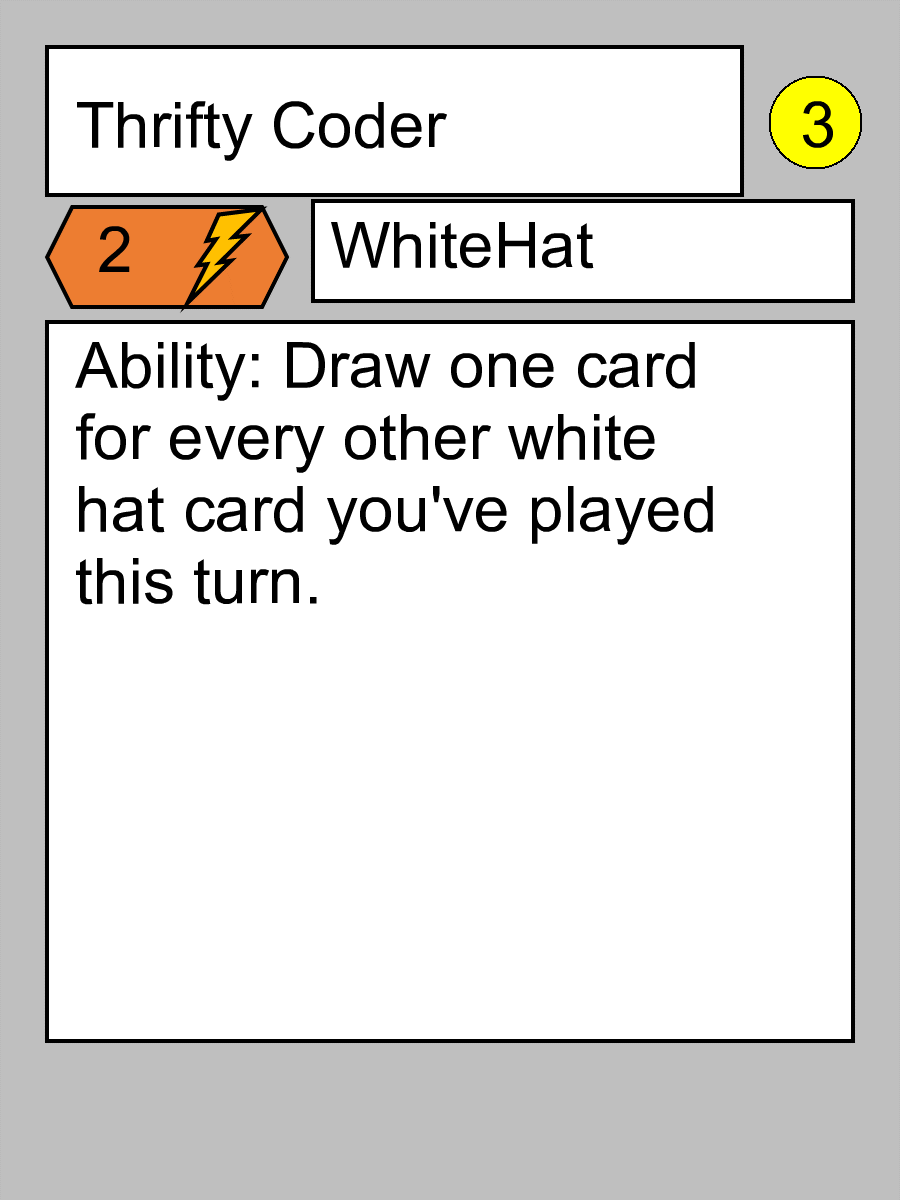 Thrifty Coder
3
2
WhiteHat
Ability: Draw one card
for every other white
hat card you've played
this turn.